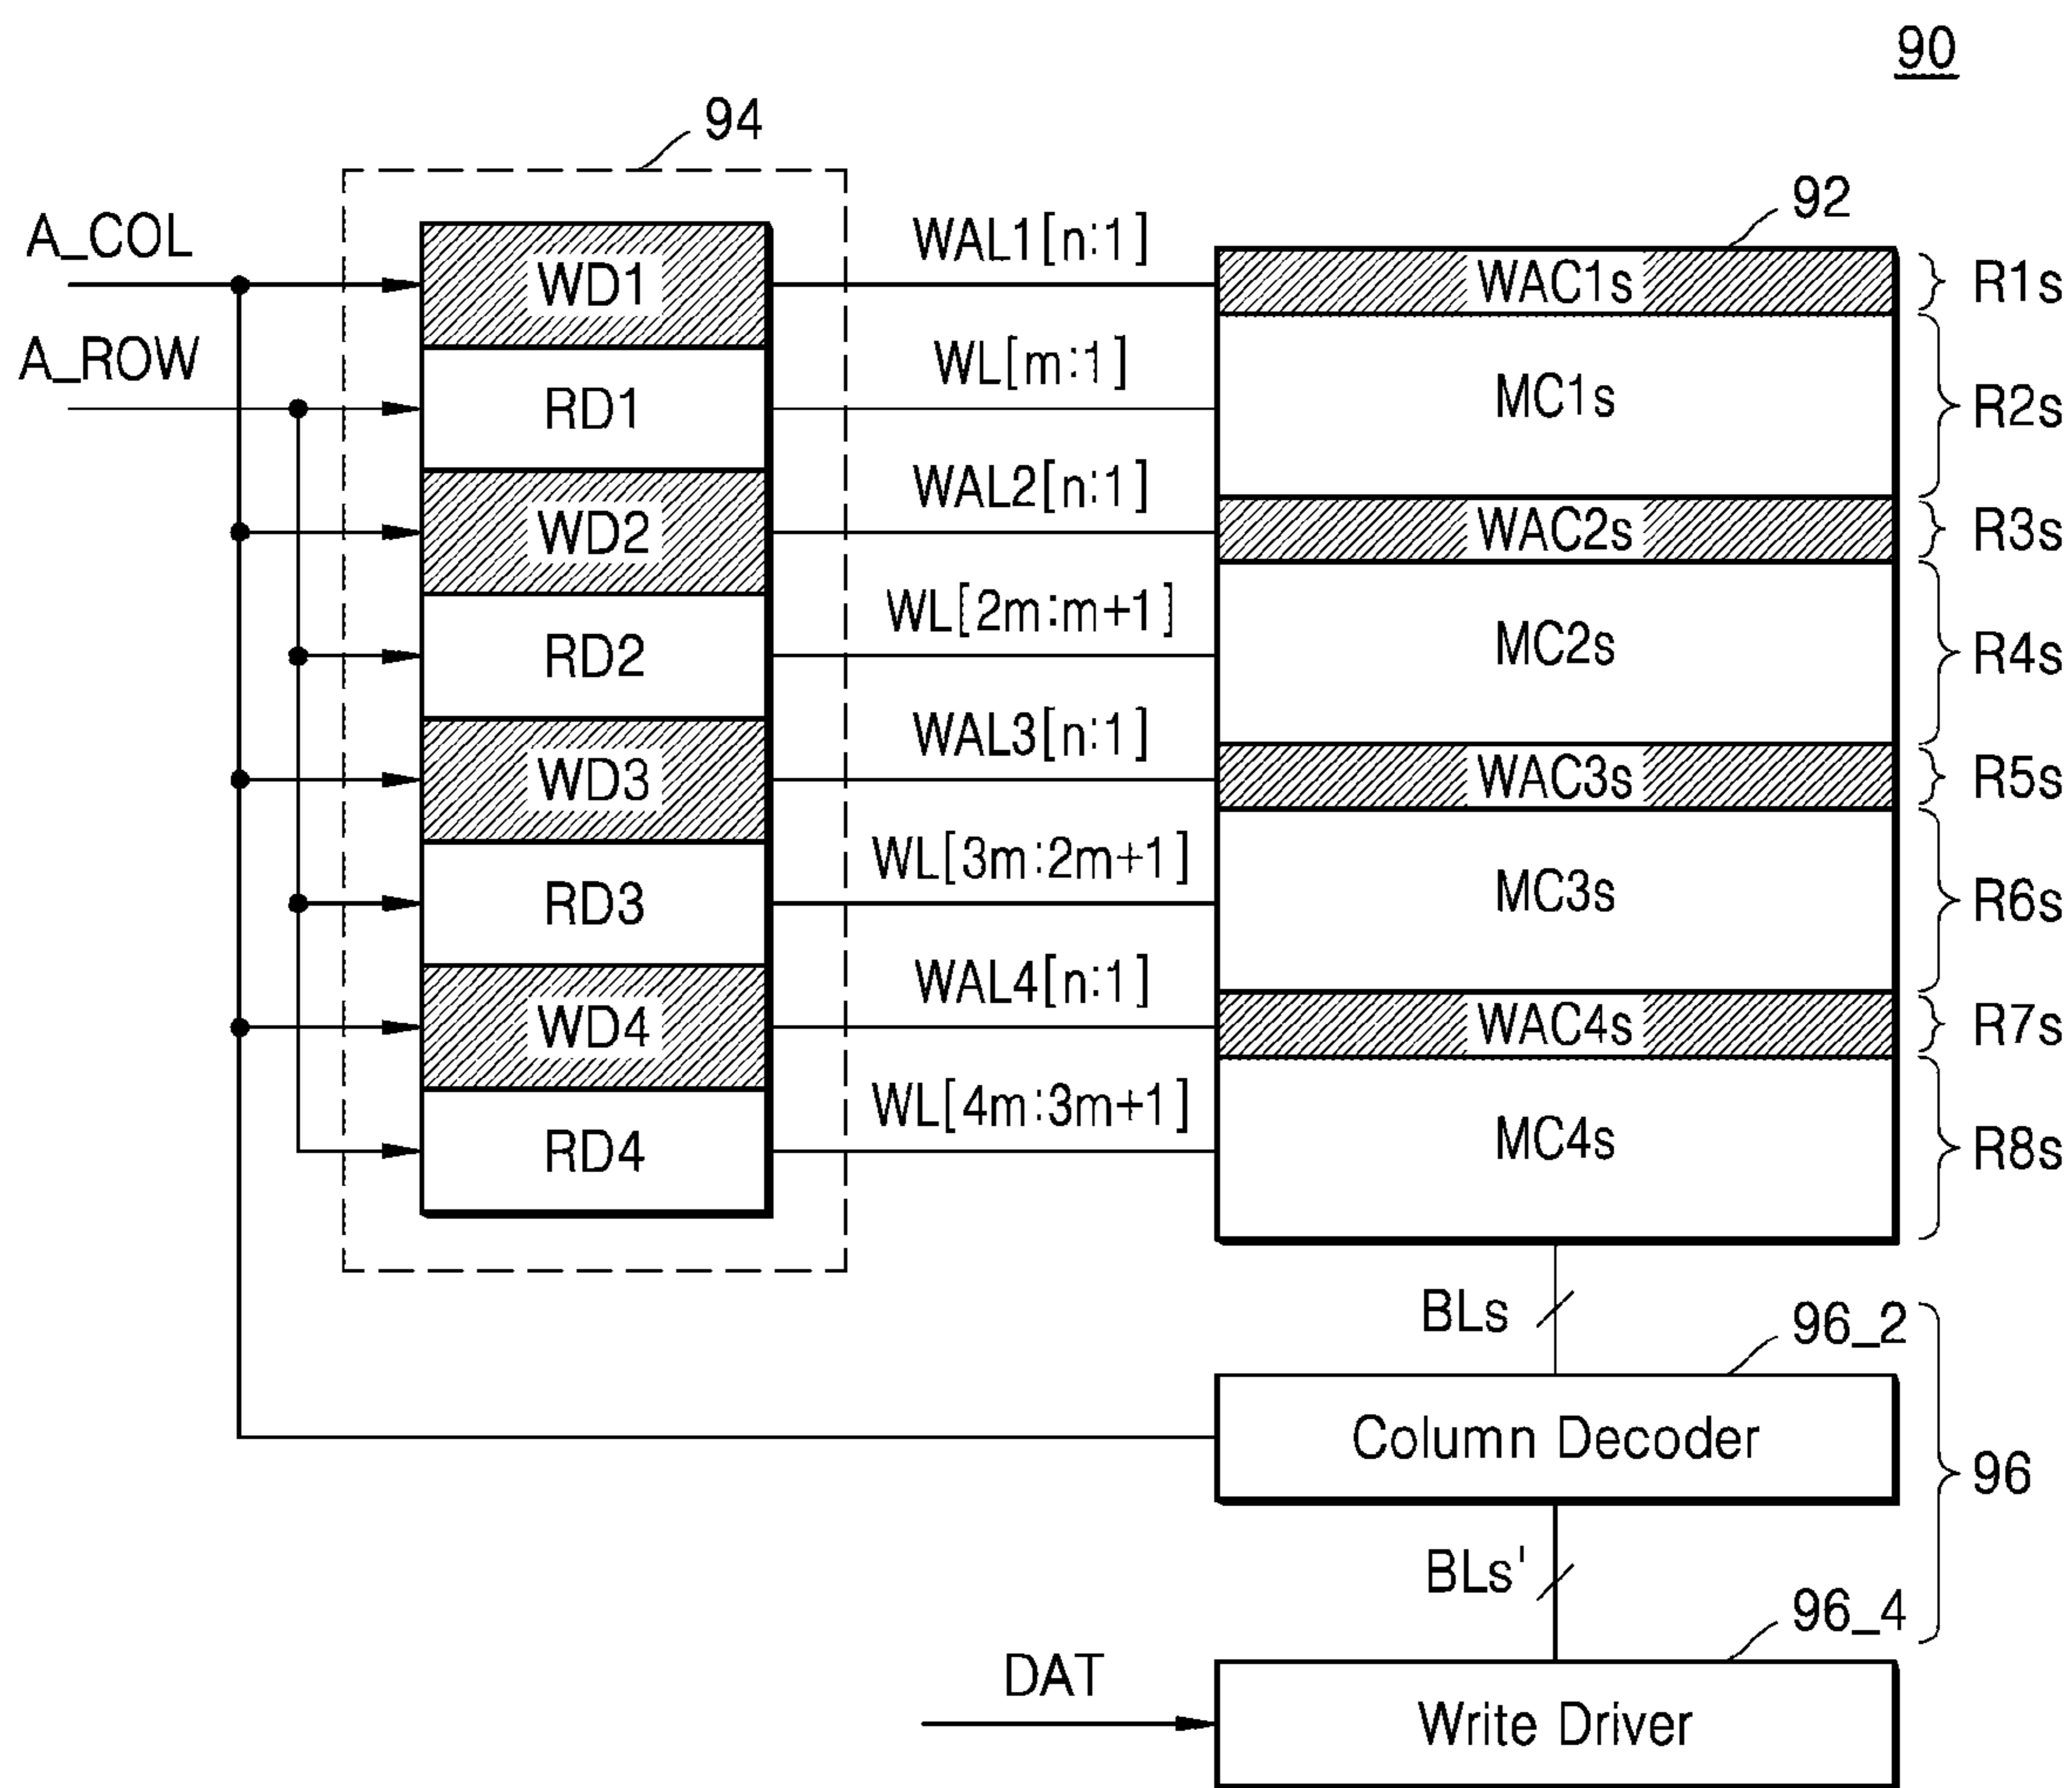 90
94
92
A_COL
A_ROW
WD1
RD1
WD2
RD2
WD3
RD3
WD4
RD4
WAL1[n:1]
WL[m:1]
WAL2[n:1]
WL[2m:m+1]
WAL3[n:1]
WL[3m:2m+1]
WAL4[n:1]
WL[4m:3m+1]
WAC1s
MC1s
WAC2s
MC2s
WAC3s
MC3s
WAC4s
MC4s
R1s
R2s
R3s
R4s
R5s
R6s
R7s
R8s
BLs
96_2
Column Decoder
96
BLs'
96_4
DAT
Write Driver